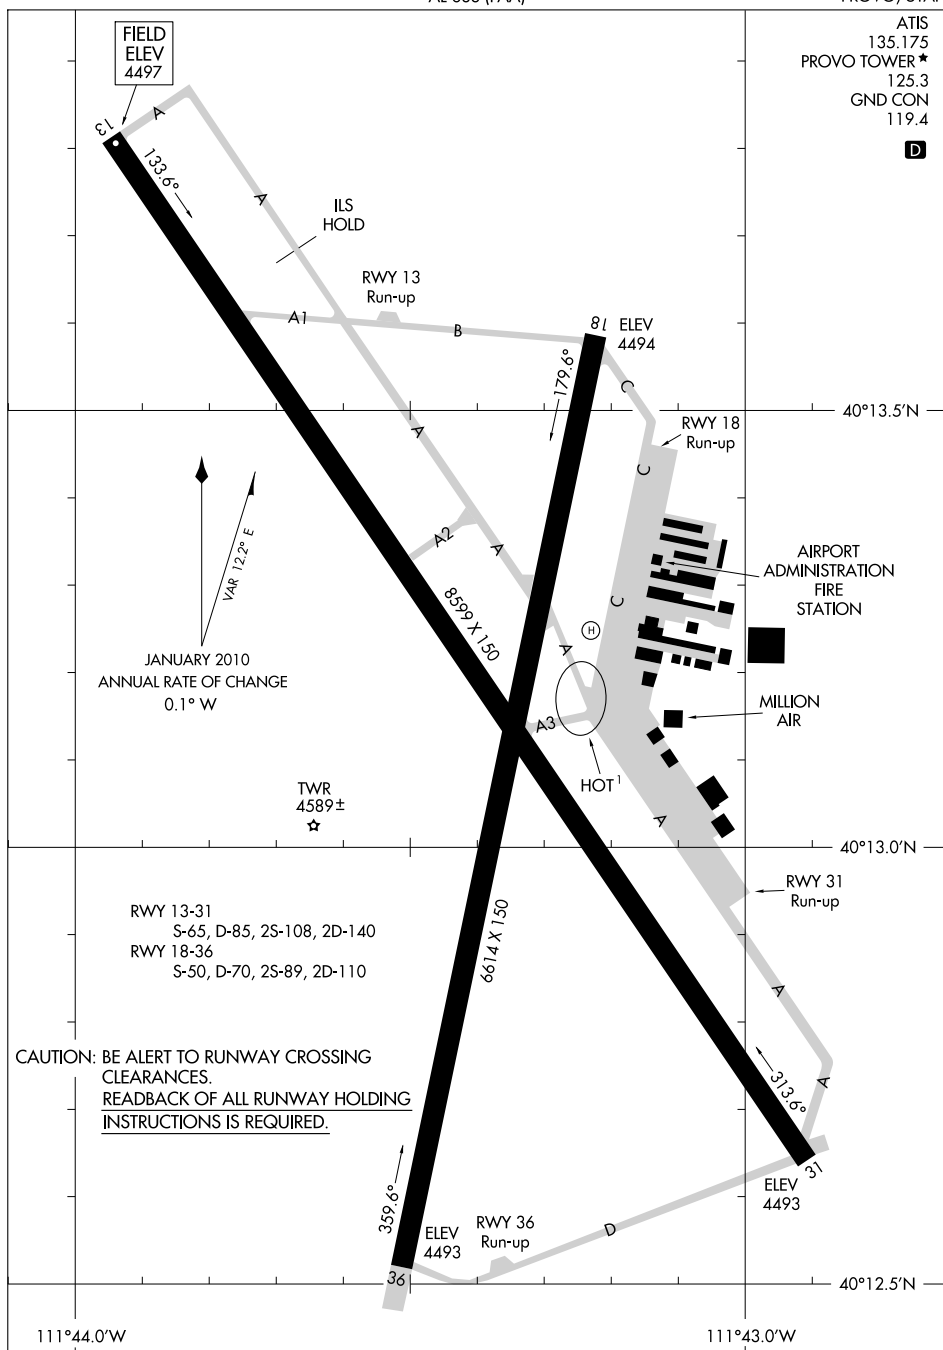 ATIS
135.175
PROVO TOWER ★
125.3
GND CON
119.4
D
FIELD
ELEV
4497
13
A
133.6°
A
ILS
HOLD
RWY 13
Run-up
A1
B
18
ELEV
4494
179.6°
C
40°13.5'N
RWY 18
Run-up
A
C
VAR 12.2° E
A2
A
AIRPORT
ADMINISTRATION
FIRE
STATION
8599 X 150
C
H
A
JANUARY 2010
ANNUAL RATE OF CHANGE
0.1° W
MILLION
AIR
A3
HOT 1
TWR
4589±
A
40°13.0'N
RWY 31
Run-up
RWY 13-31
S-65, D-85, 2S-108, 2D-140
RWY 18-36
S-50, D-70, 2S-89, 2D-110
6614 X 150
A
CAUTION: BE ALERT TO RUNWAY CROSSING
CLEARANCES.
READBACK OF ALL RUNWAY HOLDING
INSTRUCTIONS IS REQUIRED.
313.6°
A
31
ELEV
4493
359.6°
ELEV
4493
RWY 36
Run-up
D
36
40°12.5'N
111°44.0'W
111°43.0'W